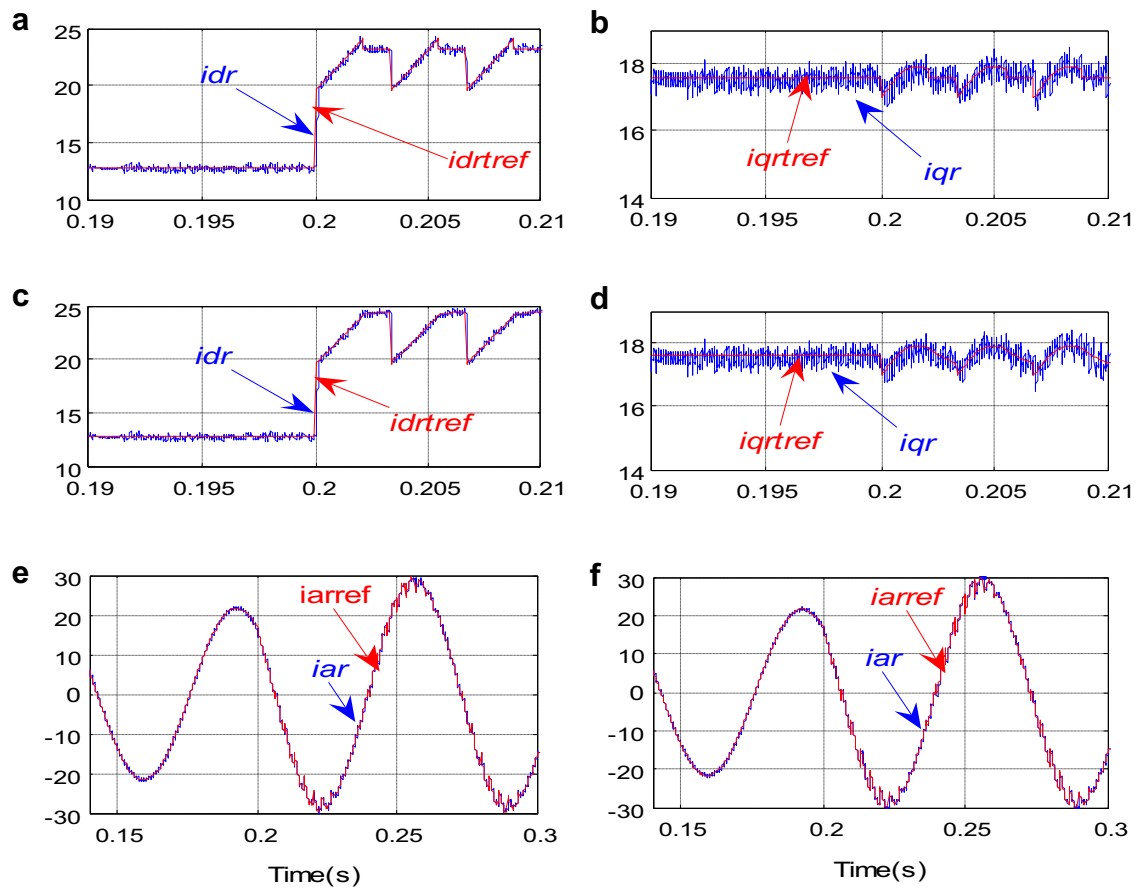 a
25
20
15
10
idr
idrtref
0.19
0.195
0.2
0.205
0.21
b
18
16
14
iqrtref
iqr
0.19
0.195
0.2
0.205
0.21
c
25
20
15
10
idr
idrtref
0.19
0.195
0.2
0.205
0.21
d
18
16
14
iqrtref
iqr
0.19
0.195
0.2
0.205
0.21
e
30
20
10
0
-10
-20
-30
iarref
iar
0.15
0.2
0.25
0.3
Time(s)
f
30
20
10
0
-10
-20
-30
iarref
iar
0.15
0.2
0.25
0.3
Time(s)